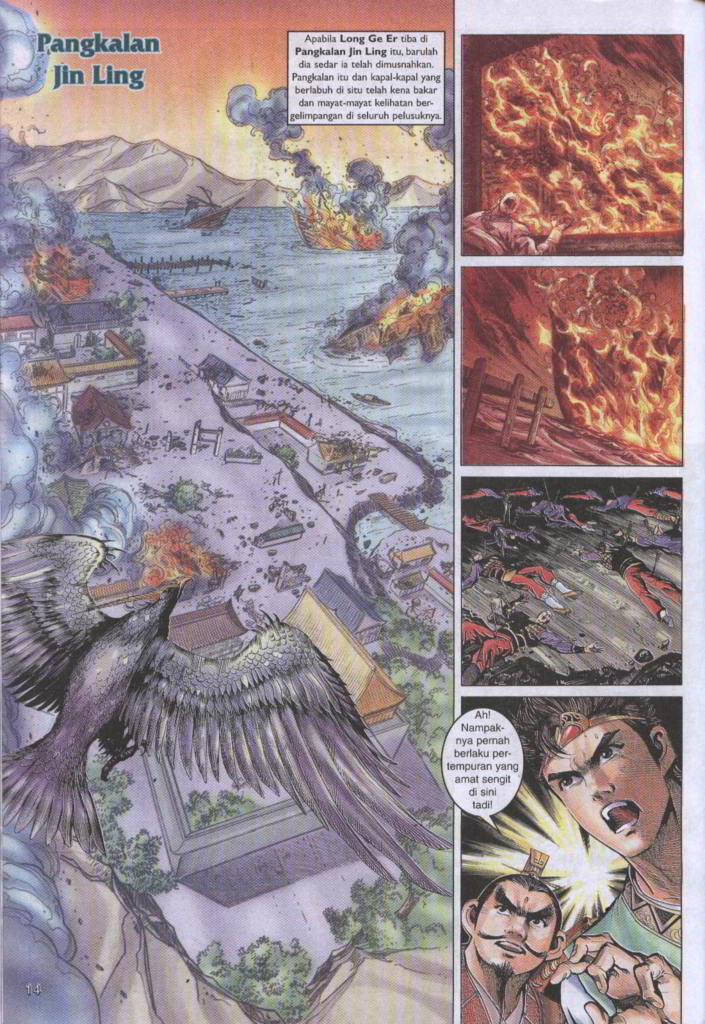 Pangkalan
Jin Ling
Apabila Long Ge Er tiba di
Pangkalan Jin Ling itu, barulah
dia sedar ia telah dimusnahkan.
Pangkalan itu dan kapal-kapal yang
berlabuh di situ telah kena bakar
dan mayat-mayat kelihatan ber-
gelimpangan di seluruh pelusuknya.
Ah!
Nampak-
nya pernah
berlaku per-
tempuran yang
amat sengit
di sini
tadi!
14